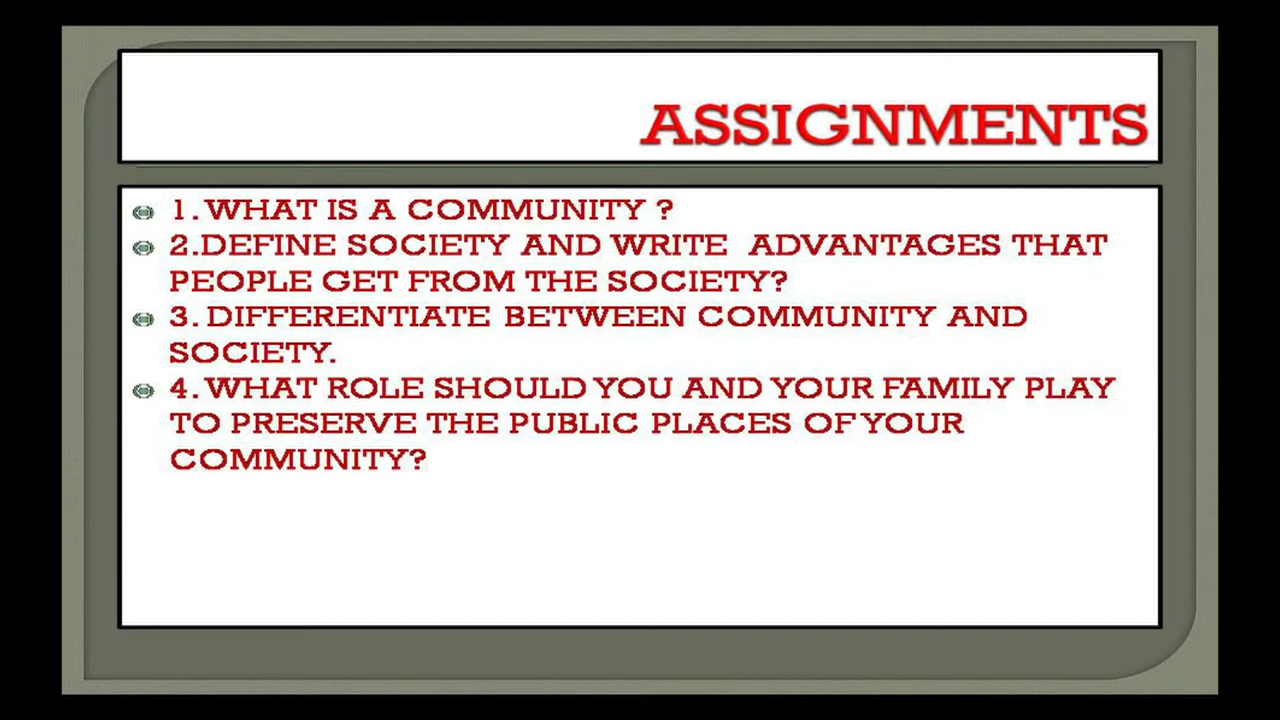 ASSIGNMENTS
1. WHAT IS A COMMUNITY ?
2.DEFINE SOCIETY AND WRITE ADVANTAGES THAT
PEOPLE GET FROM THE SOCIETY?
3. DIFFERENTIATE BETWEEN COMMUNITY AND
SOCIETY.
4. WHAT ROLE SHOULD YOU AND YOUR FAMILY PLAY
TO PRESERVE THE PUBLIC PLACES OF YOUR
COMMUNITY?